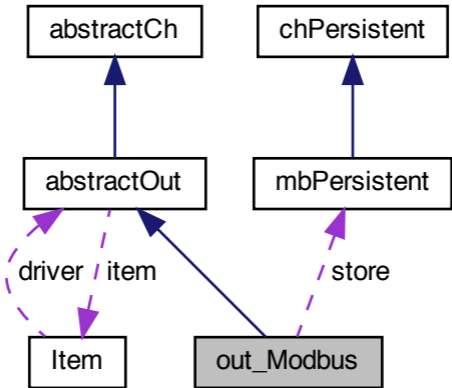 abstractCh
chPersistent
abstractOut
mbPersistent
driver
item
store
Item
out_Modbus